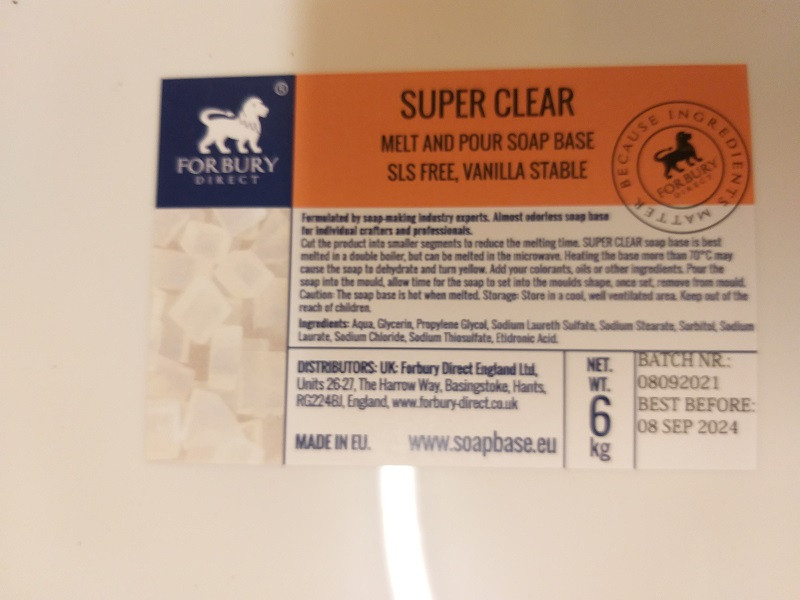 ®
FORBURY
DIRECT
SUPER CLEAR
MELT AND POUR SOAP BASE
SLS FREE, VANILLA STABLE
BECAUSE INGREDIENTS MATTER
FORBURY
DIRECT
Formulated by soap-making industry experts. Almost odorless soap base
for individual crafters and professionals.
Cut the product into smaller segments to reduce the melting time. SUPER CLEAR soap base is best
melted in a double boiler, but can be melted in the microwave. Heating the base more than 70°C may
cause the soap to dehydrate and turn yellow. Add your colorants, oils or other ingredients. Pour the
soap into the mould, allow time for the soap to set into the moulds shape, once set, remove from mould.
Caution: The soap base is hot when melted. Storage: Store in a cool, well ventilated area. Keep out of the
reach of children.
Ingredients: Aqua, Glycerin, Propylene Glycol, Sodium Laureth Sulfate, Sodium Stearate, Sorbitol, Sodium
Laurate, Sodium Chloride, Sodium Thiosulfate, Etidronic Acid.
DISTRIBUTORS: UK: Forbury Direct England Ltd,
Units 26-27, The Harrow Way, Basingstoke, Hants,
RG224BJ, England, www.forbury-direct.co.uk
MADE IN EU. www.soapbase.eu
NET.
WT.
6
kg
BATCH NR.:
08092021
BEST BEFORE:
08 SEP 2024